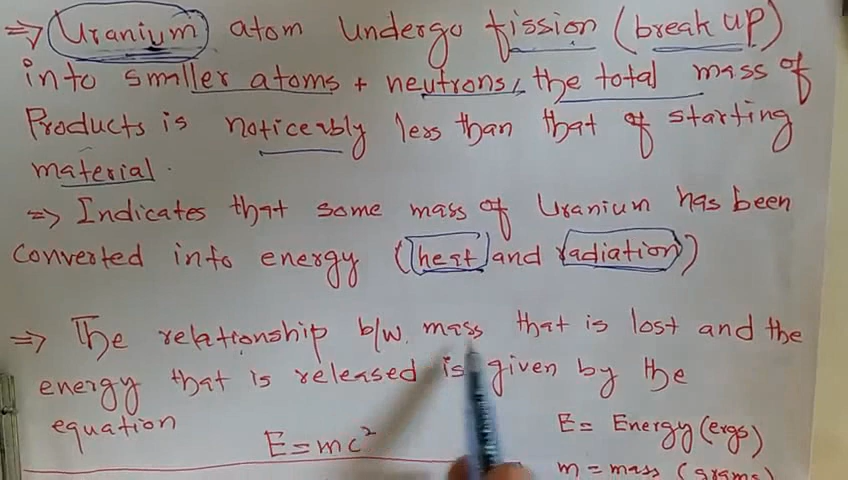 ⇒ Uranium atom undergo fission (break up)
into smaller atoms + neutrons, the total mass of
Products is noticeably less than that of starting
material.
⇒ Indicates that some mass of Uranium has been
converted into energy (heat and radiation)
⇒ The relationship b/w. mass that is lost and the
energy that is released is given by the
equation
E=mc² E= Energy (ergs)
m = mass (grams)